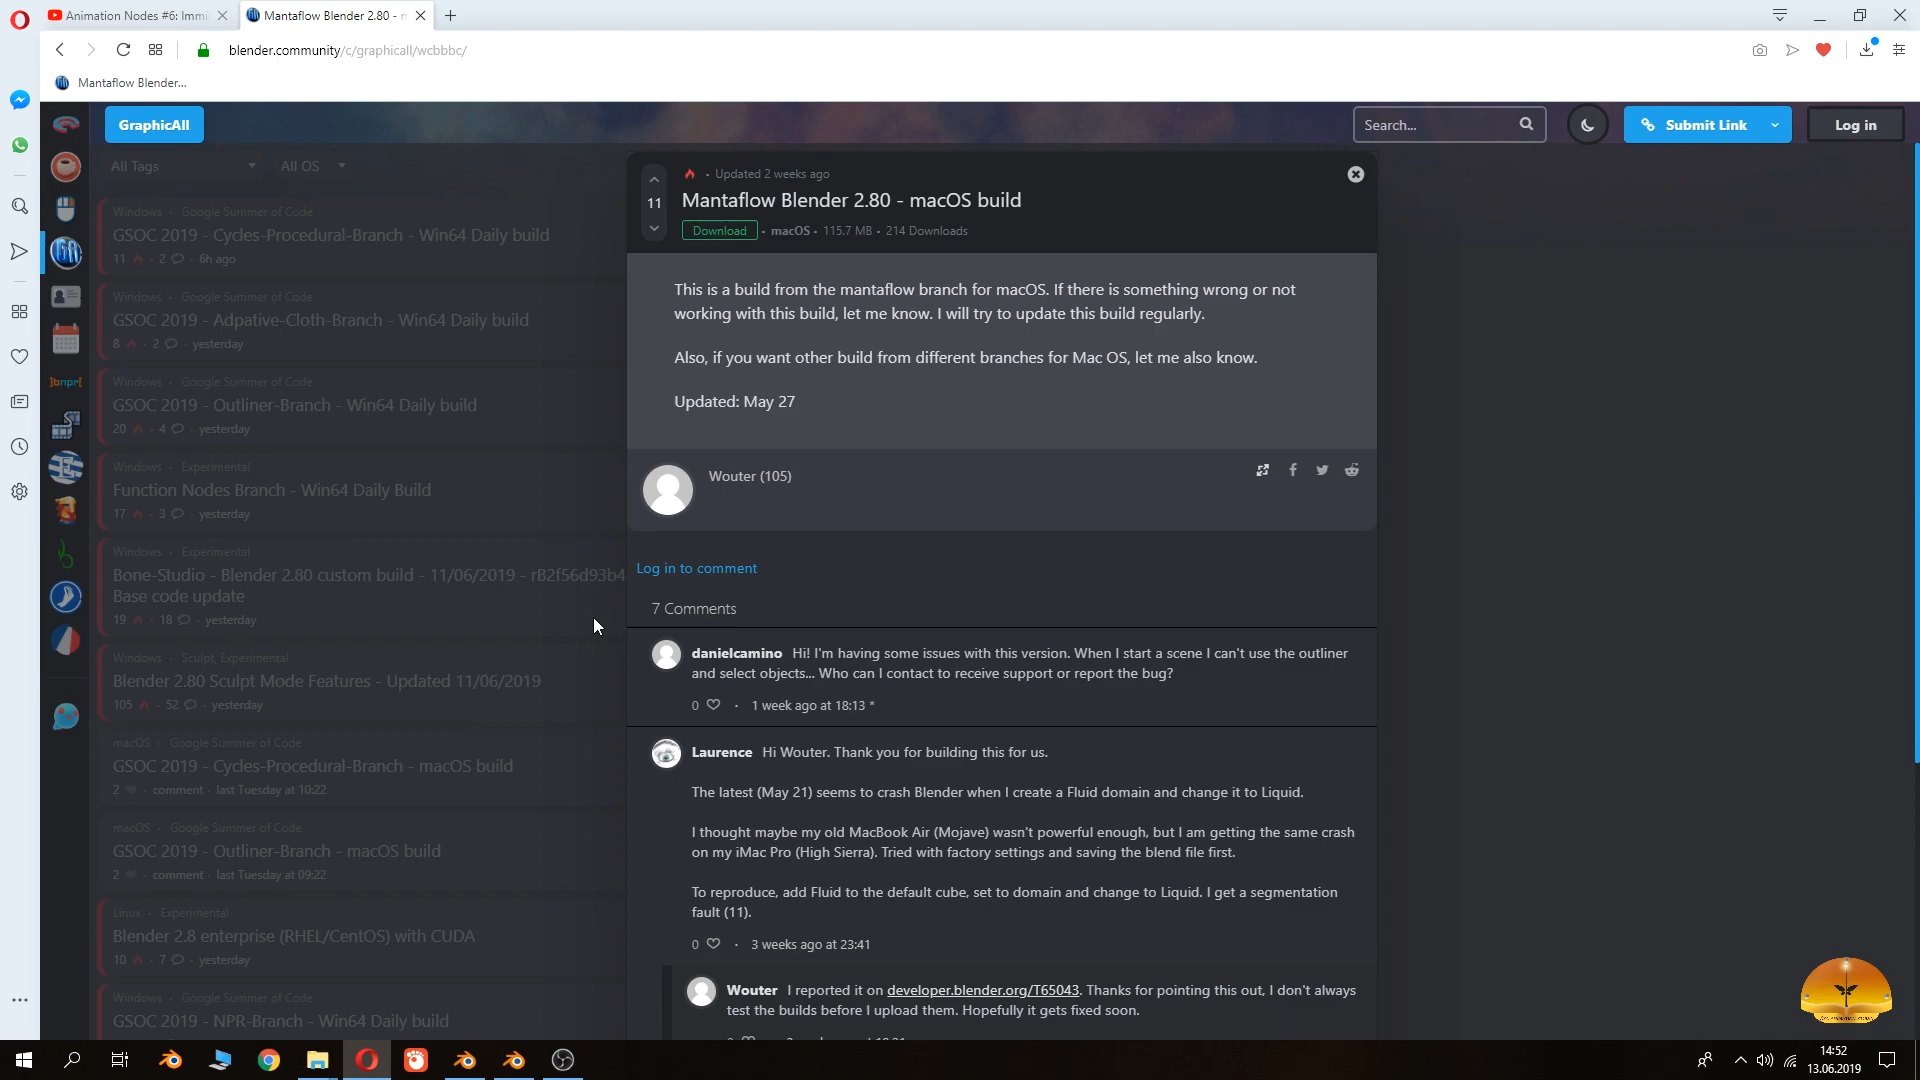 Animation Nodes #6: Immi
Mantaflow Blender 2.80 -
blender.community/c/graphicall/wcbbbc/
Mantaflow Blender...
GraphicAll
Search...
Submit Link
Log in
All Tags
All OS
Windows • Google Summer of Code
GSOC 2019 - Cycles-Procedural-Branch - Win64 Daily build
11 • 2 • 6h ago
Windows • Google Summer of Code
GSOC 2019 - Adpative-Cloth-Branch - Win64 Daily build
8 • 2 • yesterday
Windows • Google Summer of Code
GSOC 2019 - Outliner-Branch - Win64 Daily build
20 • 4 • yesterday
Windows • Experimental
Function Nodes Branch - Win64 Daily Build
17 • 3 • yesterday
Windows • Experimental
Bone-Studio - Blender 2.80 custom build - 11/06/2019 - rB2f56d93b4-
Base code update
19 • 18 • yesterday
Windows • Sculpt, Experimental
Blender 2.80 Sculpt Mode Features - Updated 11/06/2019
105 • 52 • yesterday
macOS • Google Summer of Code
GSOC 2019 - Cycles-Procedural-Branch - macOS build
2 • comment • last Tuesday at 10:22
macOS • Google Summer of Code
GSOC 2019 - Outliner-Branch - macOS build
2 • comment • last Tuesday at 09:22
Linux • Experimental
Blender 2.8 enterprise (RHEL/CentOS) with CUDA
10 • 7 • yesterday
Windows • Google Summer of Code
GSOC 2019 - NPR-Branch - Win64 Daily build
• Updated 2 weeks ago
11
Mantaflow Blender 2.80 - macOS build
Download • macOS • 115.7 MB • 214 Downloads
This is a build from the mantaflow branch for macOS. If there is something wrong or not
working with this build, let me know. I will try to update this build regularly.
Also, if you want other build from different branches for Mac OS, let me also know.
Updated: May 27
Wouter (105)
Log in to comment
7 Comments
danielcamino Hi! I'm having some issues with this version. When I start a scene I can't use the outliner
and select objects... Who can I contact to receive support or report the bug?
0 • 1 week ago at 18:13 *
Laurence Hi Wouter. Thank you for building this for us.
The latest (May 21) seems to crash Blender when I create a Fluid domain and change it to Liquid.
I thought maybe my old MacBook Air (Mojave) wasn't powerful enough, but I am getting the same crash
on my iMac Pro (High Sierra). Tried with factory settings and saving the blend file first.
To reproduce, add Fluid to the default cube, set to domain and change to Liquid. I get a segmentation
fault (11).
0 • 3 weeks ago at 23:41
Wouter I reported it on developer.blender.org/T65043. Thanks for pointing this out, I don't always
test the builds before I upload them. Hopefully it gets fixed soon.
14:52
13.06.2019